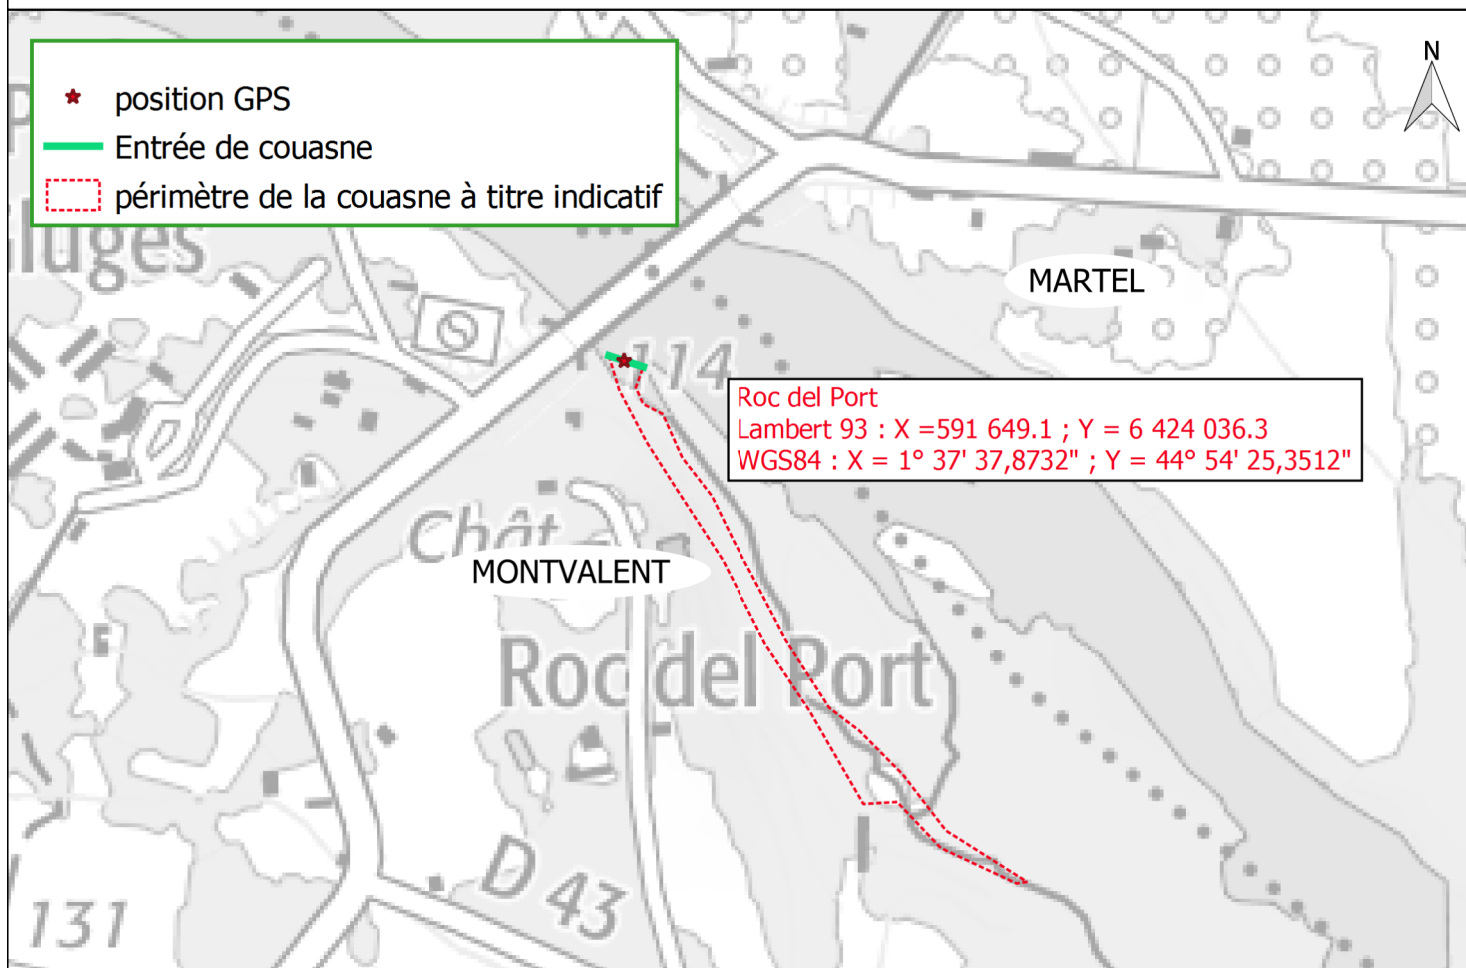 N
position GPS
Entrée de couasne
périmètre de la couasne à titre indicatif
MARTEL
114
Roc del Port
Lambert 93 : X =591 649.1 ; Y = 6 424 036.3
WGS84 : X = 1° 37' 37,8732" ; Y = 44° 54' 25,3512"
Chât
MONTVALENT
Roc del Port
D 43
131